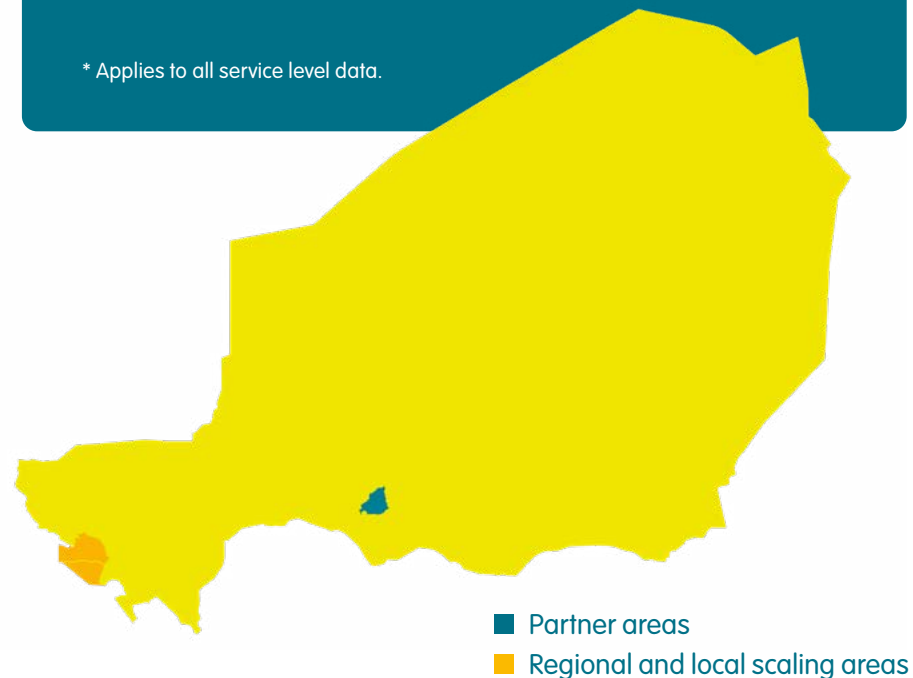 * Applies to all service level data.
Partner areas
Regional and local scaling areas